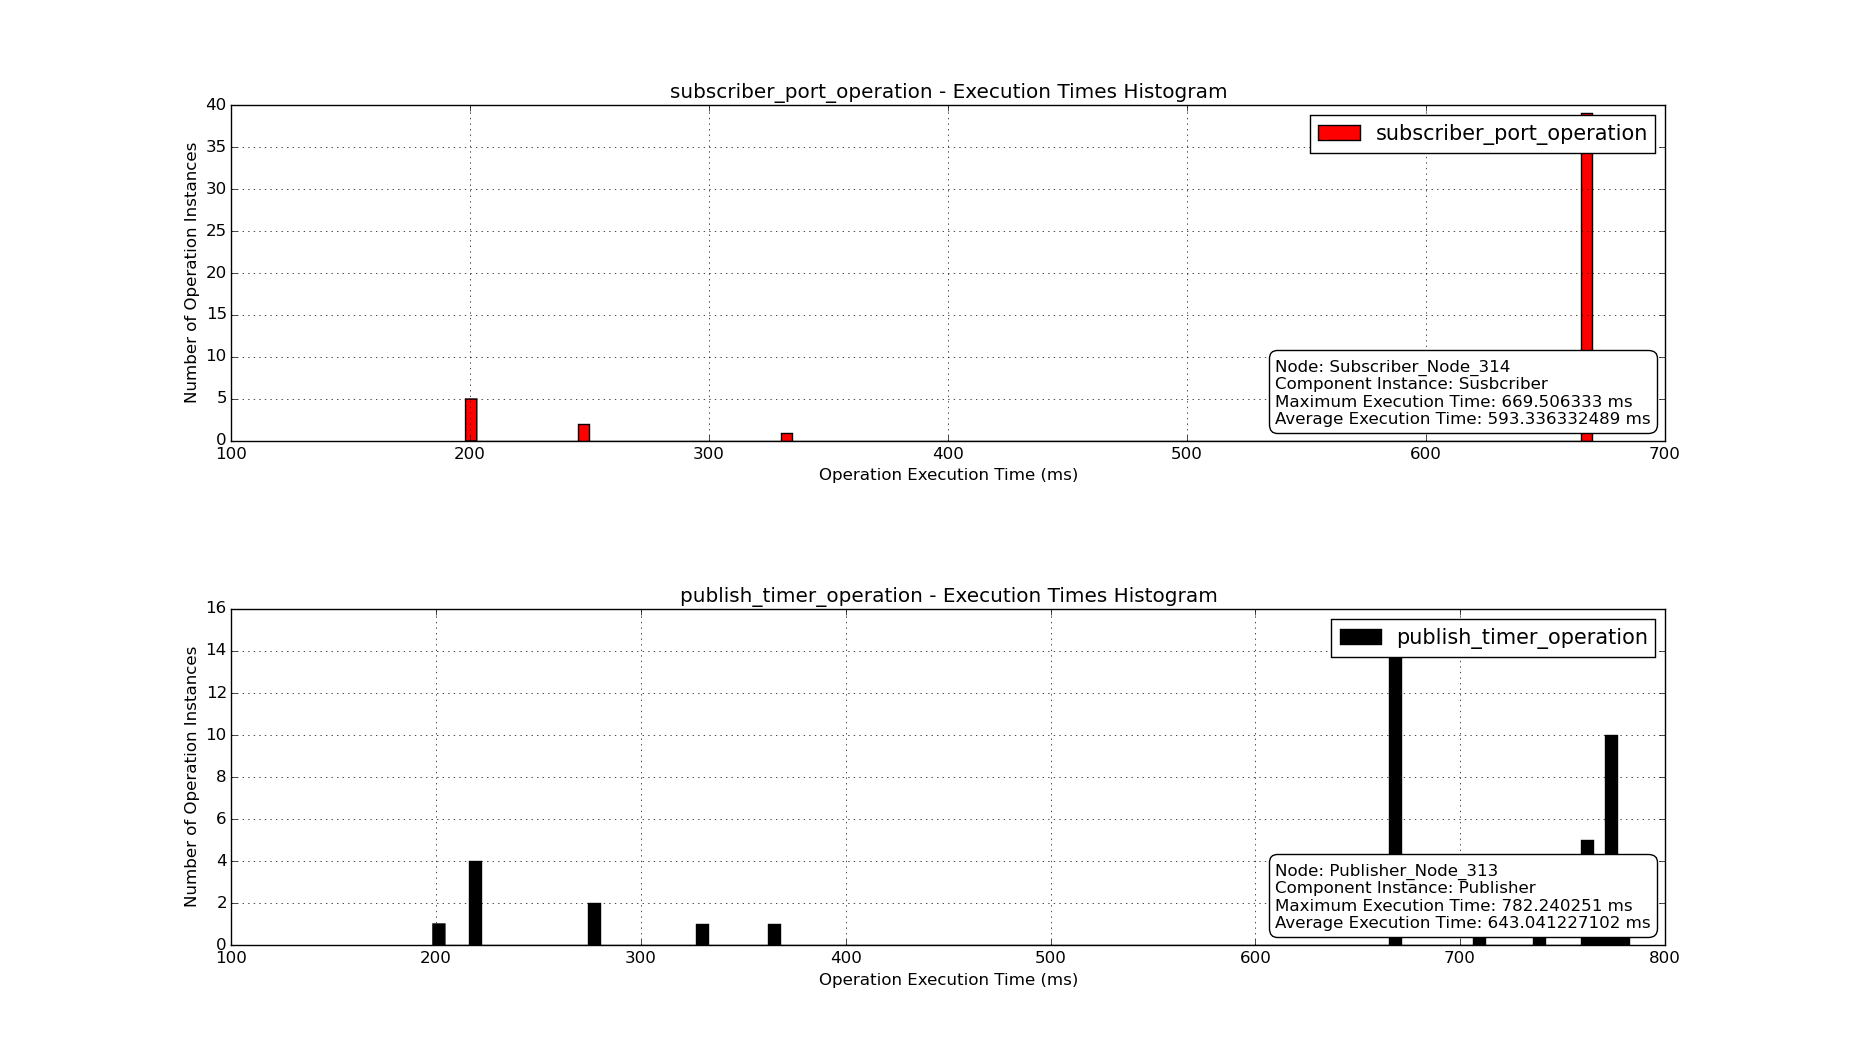 subscriber_port_operation - Execution Times Histogram
40
35
30
25
20
15
10
5
0
Number of Operation Instances
subscriber_port_operation
Node: Subscriber_Node_314
Component Instance: Susbcriber
Maximum Execution Time: 669.506333 ms
Average Execution Time: 593.336332489 ms
100 200 300 400 500 600 700
Operation Execution Time (ms)
publish_timer_operation - Execution Times Histogram
16
14
12
10
8
6
4
2
0
Number of Operation Instances
publish_timer_operation
Node: Publisher_Node_313
Component Instance: Publisher
Maximum Execution Time: 782.240251 ms
Average Execution Time: 643.041227102 ms
100 200 300 400 500 600 700 800
Operation Execution Time (ms)